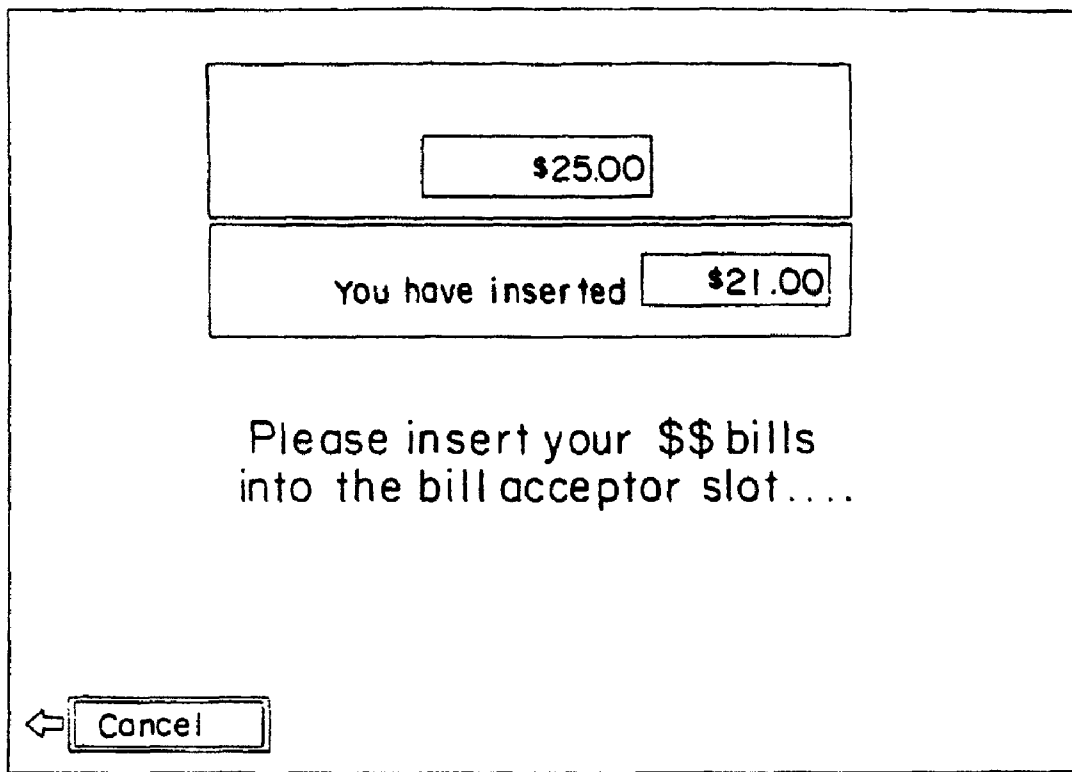 $25.00
You have inserted $21.00
Please insert your $$ bills
into the bill acceptor slot....
Cancel